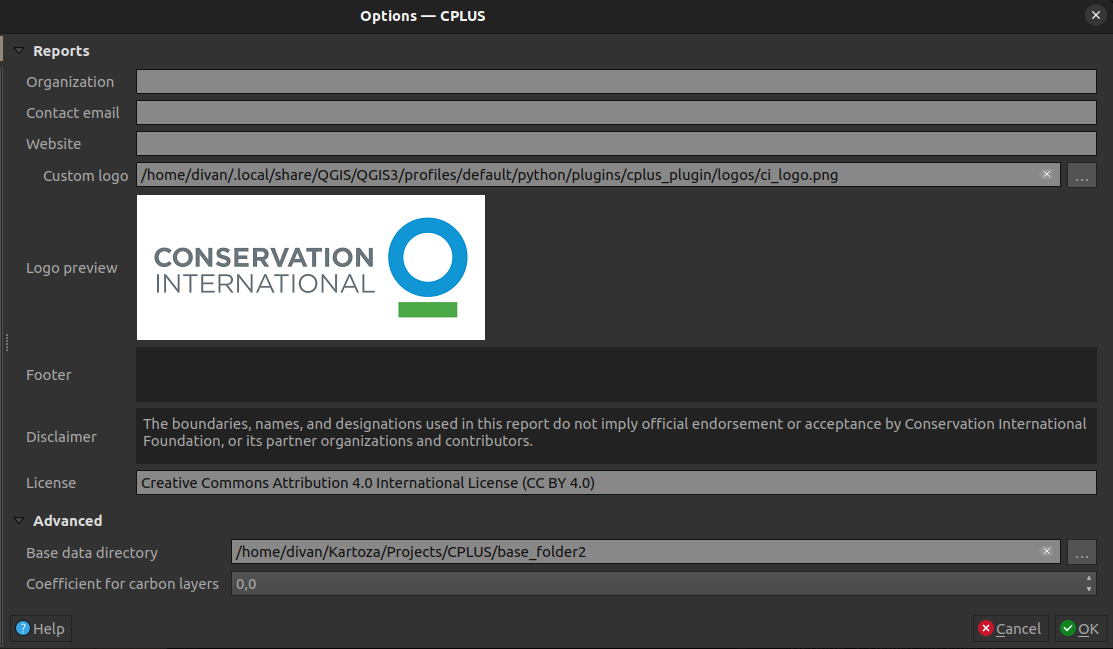 Options — CPLUS
Reports
Organization
Contact email
Website
Custom logo /home/divan/.local/share/QGIS/QGIS3/profiles/default/python/plugins/cplus_plugin/logos/ci_logo.png ...
Logo preview
CONSERVATION
INTERNATIONAL
Footer
Disclaimer
The boundaries, names, and designations used in this report do not imply official endorsement or acceptance by Conservation International
Foundation, or its partner organizations and contributors.
License Creative Commons Attribution 4.0 International License (CC BY 4.0)
Advanced
Base data directory /home/divan/Kartoza/Projects/CPLUS/base_folder2 ...
Coefficient for carbon layers 0,0
Help Cancel OK